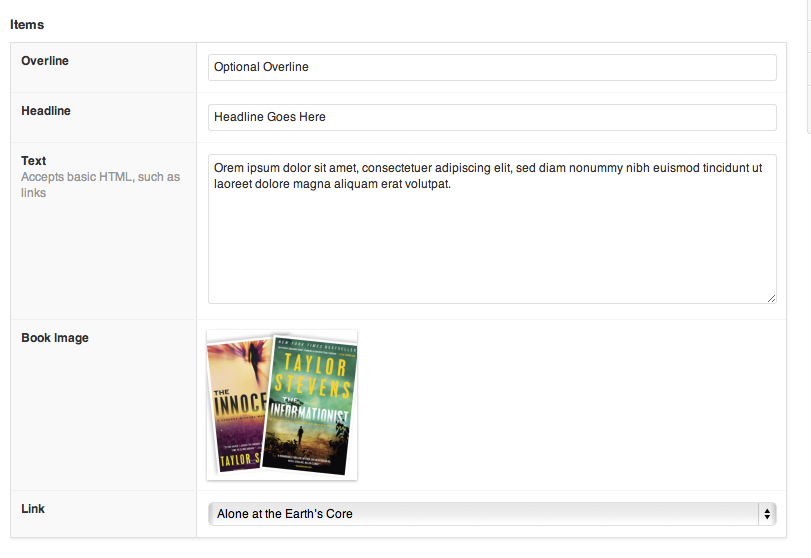 Items
Overline
Optional Overline
Headline
Headline Goes Here
Text
Accepts basic HTML, such as
links
Orem ipsum dolor sit amet, consectetuer adipiscing elit, sed diam nonummy nibh euismod tincidunt ut
laoreet dolore magna aliquam erat volutpat.
Book Image
THE
INNOCE
TAYLOR S
NEW YORK TIMES BESTSELLER
TAYLOR
STEVENS
THE
INFORMATIONIST
Link
Alone at the Earth's Core